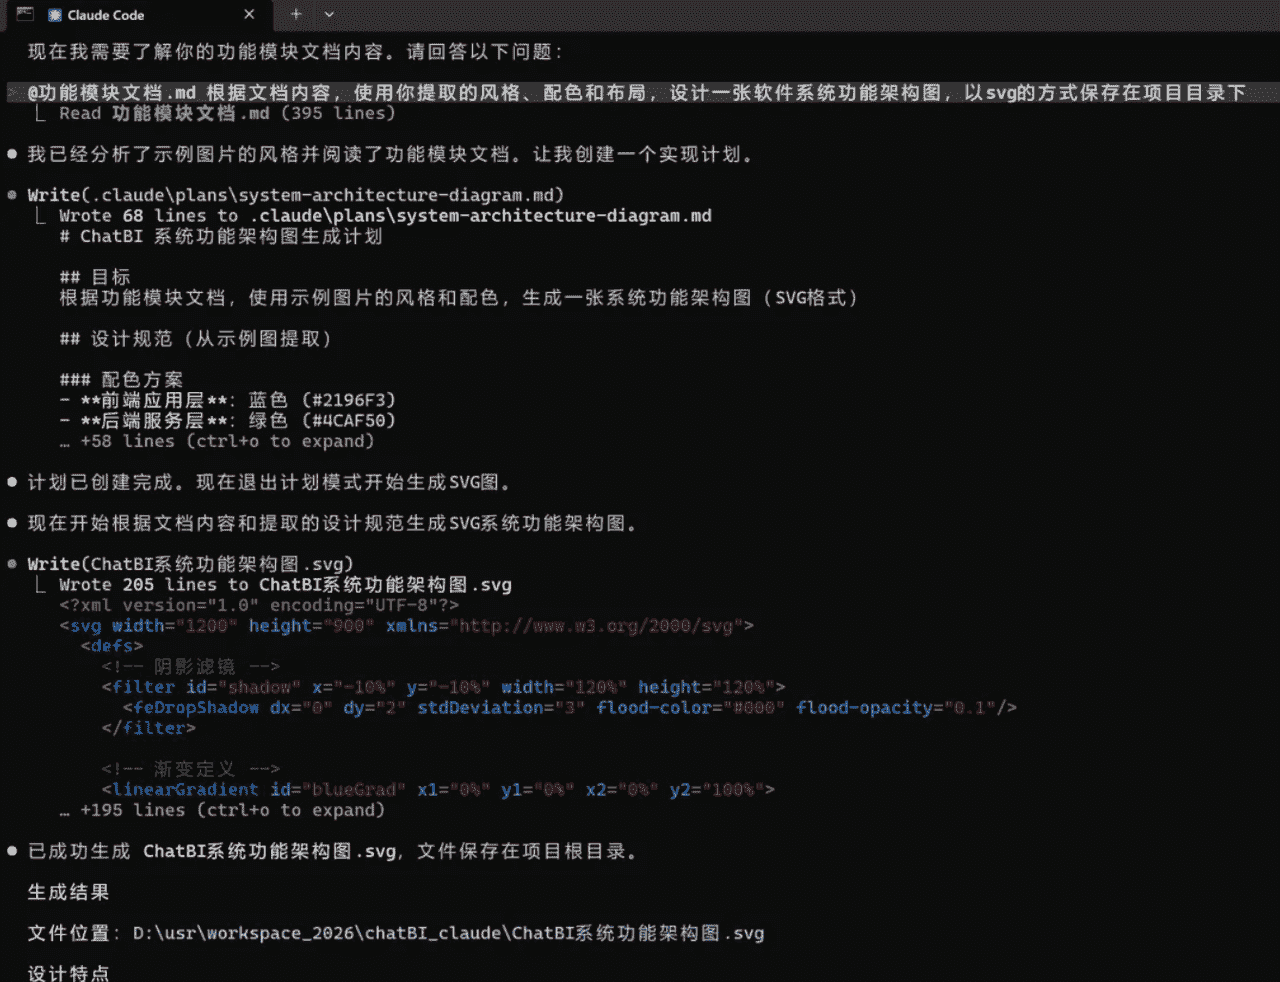 Claude Code
现在我需要了解你的功能模块文档内容。请回答以下问题：
> @功能模块文档.md 根据文档内容，使用你提取的风格、配色和布局，设计一张软件系统功能架构图，以svg的方式保存在项目目录下
Read 功能模块文档.md (395 lines)
● 我已经分析了示例图片的风格并阅读了功能模块文档。让我创建一个实现计划。
● Write(.claude\plans\system-architecture-diagram.md)
Wrote 68 lines to .claude\plans\system-architecture-diagram.md
# ChatBI 系统功能架构图生成计划
## 目标
根据功能模块文档，使用示例图片的风格和配色，生成一张系统功能架构图（SVG格式）
## 设计规范（从示例图提取）
### 配色方案
- **前端应用层**: 蓝色 (#2196F3)
- **后端服务层**: 绿色 (#4CAF50)
… +58 lines (ctrl+o to expand)
● 计划已创建完成。现在退出计划模式开始生成SVG图。
● 现在开始根据文档内容和提取的设计规范生成SVG系统功能架构图。
● Write(ChatBI系统功能架构图.svg)
Wrote 205 lines to ChatBI系统功能架构图.svg
<?xml version="1.0" encoding="UTF-8"?>
<svg width="1200" height="900" xmlns="http://www.w3.org/2000/svg">
<defs>
<!-- 阴影滤镜 -->
<filter id="shadow" x="-10%" y="-10%" width="120%" height="120%">
<feDropShadow dx="0" dy="2" stdDeviation="3" flood-color="#000" flood-opacity="0.1"/>
</filter>
<!-- 渐变定义 -->
<linearGradient id="blueGrad" x1="0%" y1="0%" x2="0%" y2="100%">
… +195 lines (ctrl+o to expand)
● 已成功生成 ChatBI系统功能架构图.svg，文件保存在项目根目录。
生成结果
文件位置: D:\usr\workspace_2026\chatBI_claude\ChatBI系统功能架构图.svg
设计特点